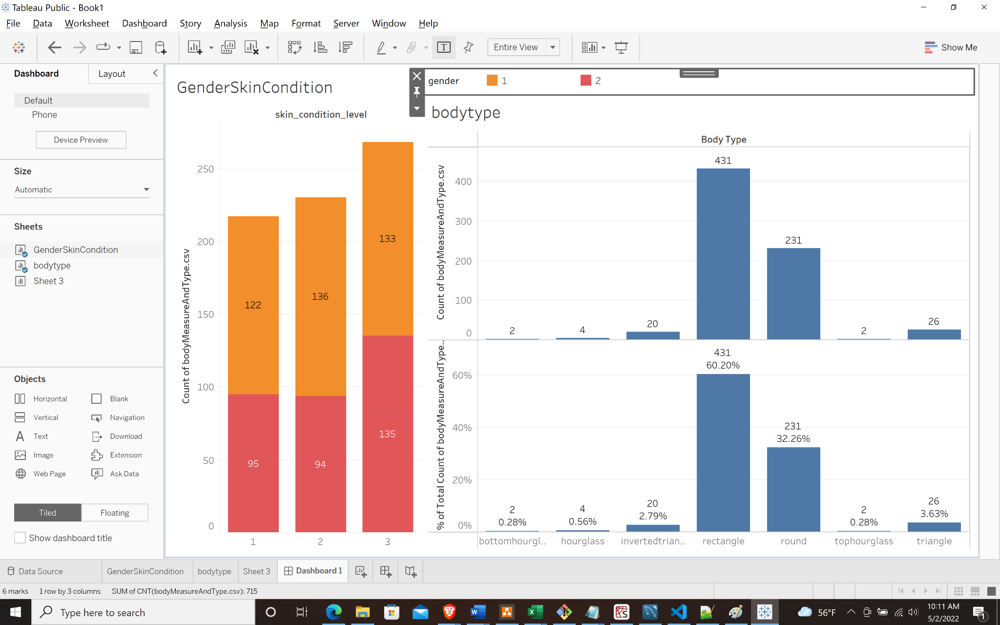 Tableau Public - Book1
File Data Worksheet Dashboard Story Analysis Map Format Server Window Help
T Entire View Show Me
Dashboard Layout
Default
Phone
Device Preview
Size
Automatic
Sheets
GenderSkinCondition
bodytype
Sheet 3
Objects
Horizontal Blank
Vertical Navigation
A Text Download
Image Extension
Web Page Ask Data
Tiled Floating
Show dashboard title
GenderSkinCondition
skin_condition_level
Count of bodyMeasureAndType.csv
250
200
150
100
50
0
122
136
133
95
94
135
1 2 3
gender 1 2
bodytype
Body Type
Count of bodyMeasureAndType.csv
400
300
200
100
0
2 4 20 431 231 2 26
% of Total Count of bodyMeasureAndType..
60%
40%
20%
0%
2 4 20 431 231 2 26
0.28% 0.56% 2.79% 60.20% 32.26% 0.28% 3.63%
bottomhourgl.. hourglass invertedtrian.. rectangle round tophourglass triangle
Data Source GenderSkinCondition bodytype Sheet 3 Dashboard 1
6 marks 1 row by 3 columns SUM of CNT(bodyMeasureAndType.csv): 715
Type here to search
56°F
10:11 AM
5/2/2022
1